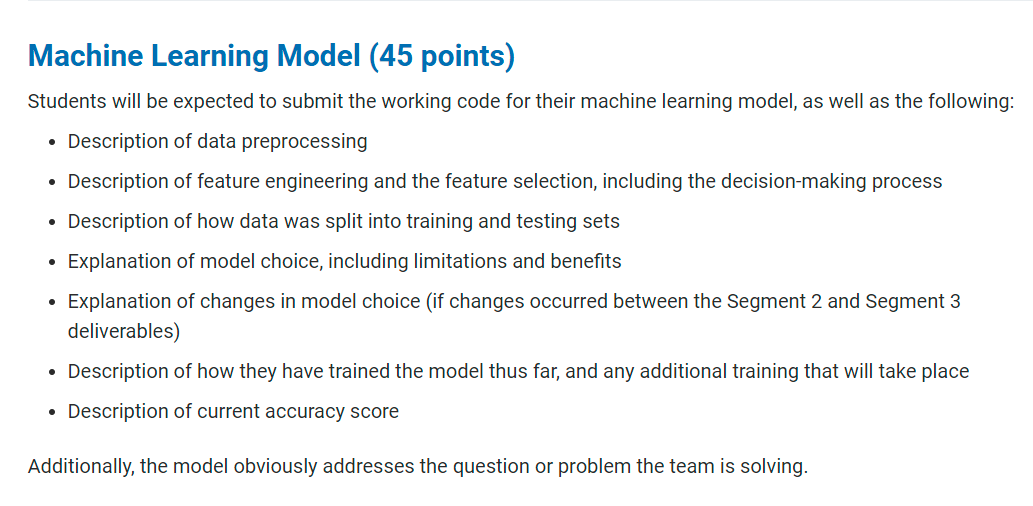 Machine Learning Model (45 points)
Students will be expected to submit the working code for their machine learning model, as well as the following:
• Description of data preprocessing
• Description of feature engineering and the feature selection, including the decision-making process
• Description of how data was split into training and testing sets
• Explanation of model choice, including limitations and benefits
• Explanation of changes in model choice (if changes occurred between the Segment 2 and Segment 3
deliverables)
• Description of how they have trained the model thus far, and any additional training that will take place
• Description of current accuracy score
Additionally, the model obviously addresses the question or problem the team is solving.